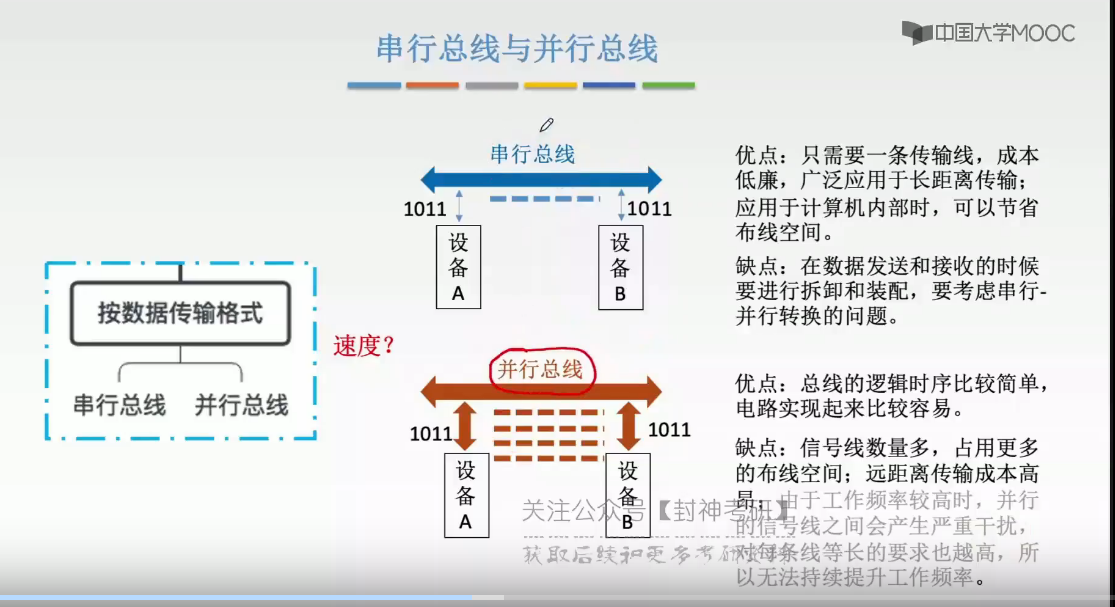 中国大学MOOC
串行总线与并行总线
串行总线
1011
1011
设备A
设备B
优点：只需要一条传输线，成本
低廉，广泛应用于长距离传输；
应用于计算机内部时，可以节省
布线空间。
缺点：在数据发送和接收的时候
要进行拆卸和装配，要考虑串行-
并行转换的问题。
按数据传输格式
串行总线
并行总线
速度？
并行总线
1011
1011
设备A
设备B
优点：总线的逻辑时序比较简单，
电路实现起来比较容易。
缺点：信号线数量多，占用更多
的布线空间；远距离传输成本高
昂；由于工作频率较高时，并行
的信号线之间会产生严重干扰，
对每条线等长的要求也越高，所
以无法持续提升工作频率。
关注公众号【封神考研】
获取后续和更多考研资料